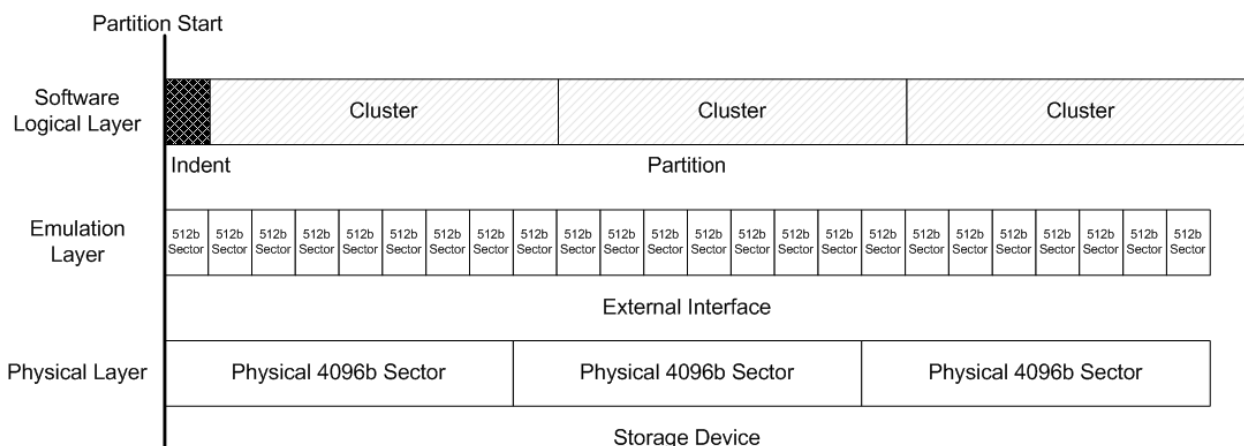 Partition Start
Software
Logical Layer
Cluster Cluster Cluster
Indent Partition
Emulation
Layer
512b 512b 512b 512b 512b 512b 512b 512b 512b 512b 512b 512b 512b 512b 512b 512b 512b 512b 512b 512b 512b 512b 512b 512b
Sector Sector Sector Sector Sector Sector Sector Sector Sector Sector Sector Sector Sector Sector Sector Sector Sector Sector Sector Sector Sector Sector Sector Sector
External Interface
Physical Layer Physical 4096b Sector Physical 4096b Sector Physical 4096b Sector
Storage Device